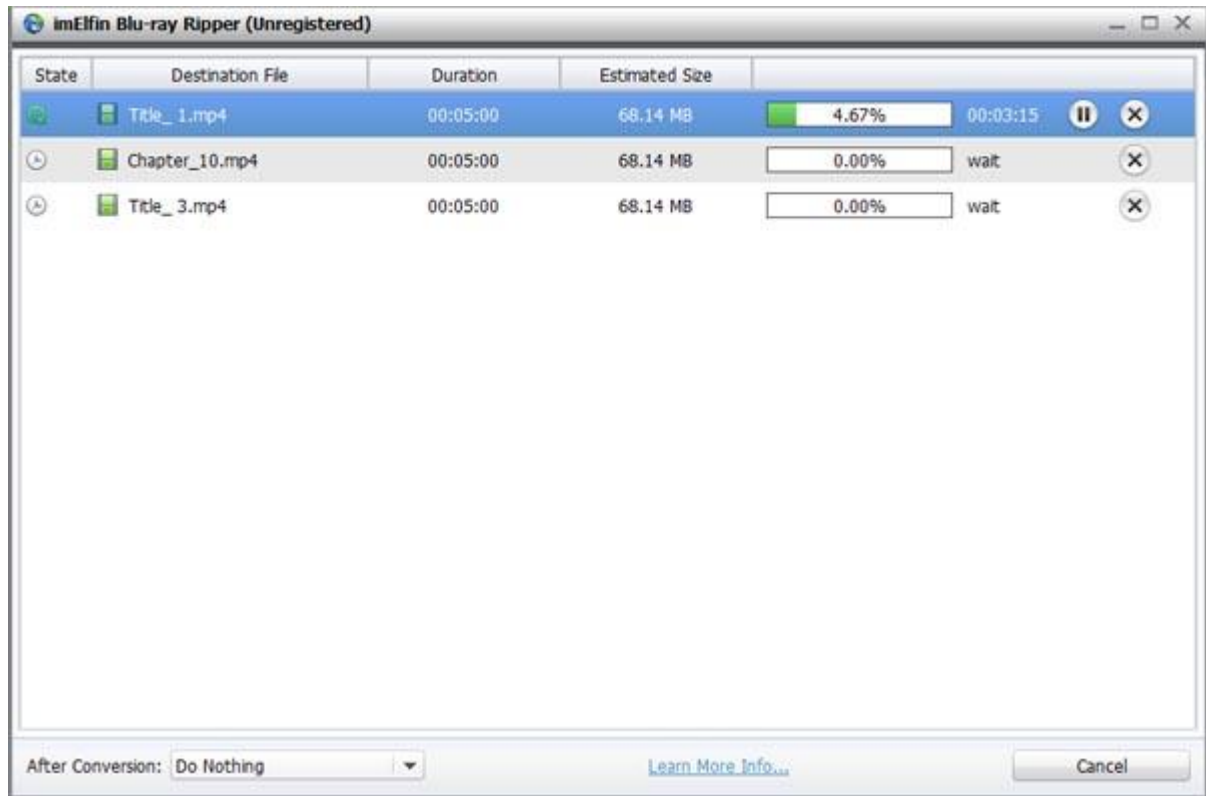 imElfin Blu-ray Ripper (Unregistered)
State Destination File Duration Estimated Size
Title_ 1.mp4 00:05:00 68.14 MB 4.67% 00:03:15
Chapter_10.mp4 00:05:00 68.14 MB 0.00% wait
Title_ 3.mp4 00:05:00 68.14 MB 0.00% wait
After Conversion: Do Nothing Learn More Info... Cancel